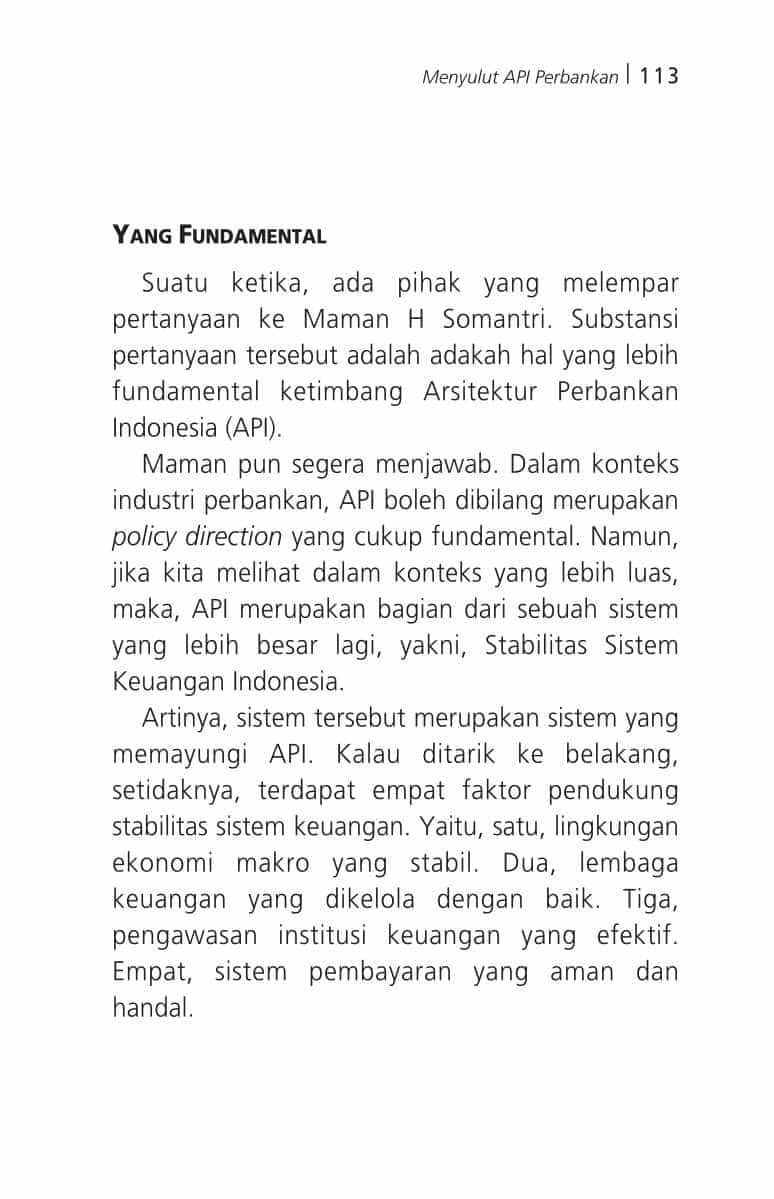 Menyulut API Perbankan | 113
YANG FUNDAMENTAL
Suatu ketika, ada pihak yang melempar
pertanyaan ke Maman H Somantri. Substansi
pertanyaan tersebut adalah adakah hal yang lebih
fundamental ketimbang Arsitektur Perbankan
Indonesia (API).
Maman pun segera menjawab. Dalam konteks
industri perbankan, API boleh dibilang merupakan
policy direction yang cukup fundamental. Namun,
jika kita melihat dalam konteks yang lebih luas,
maka, API merupakan bagian dari sebuah sistem
yang lebih besar lagi, yakni, Stabilitas Sistem
Keuangan Indonesia.
Artinya, sistem tersebut merupakan sistem yang
memayungi API. Kalau ditarik ke belakang,
setidaknya, terdapat empat faktor pendukung
stabilitas sistem keuangan. Yaitu, satu, lingkungan
ekonomi makro yang stabil. Dua, lembaga
keuangan yang dikelola dengan baik. Tiga,
pengawasan institusi keuangan yang efektif.
Empat, sistem pembayaran yang aman dan
handal.